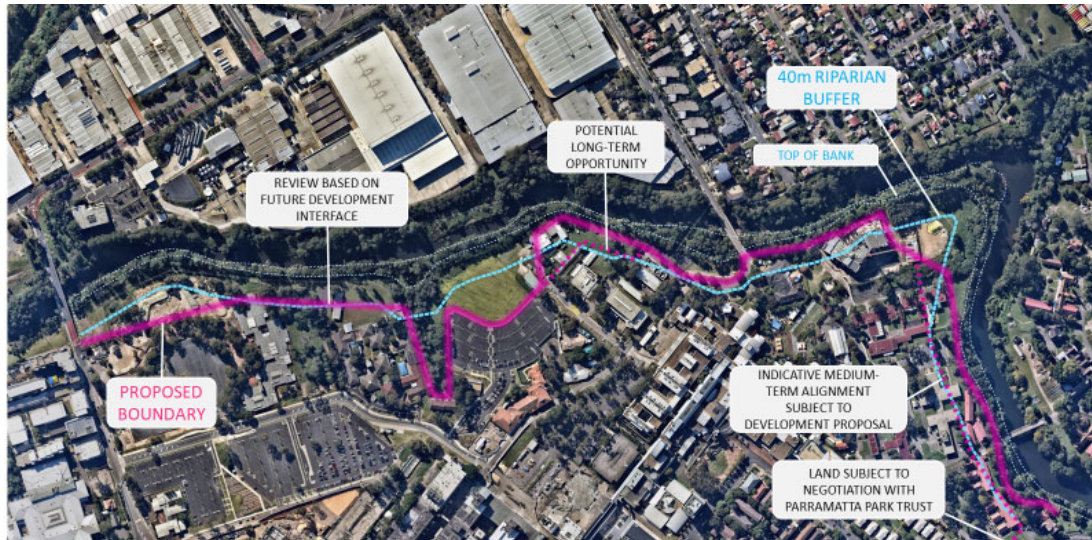 40m RIPARIAN
BUFFER
POTENTIAL
LONG-TERM
OPPORTUNITY
TOP OF BANK
REVIEW BASED ON
FUTURE DEVELOPMENT
INTERFACE
PROPOSED
BOUNDARY
INDICATIVE MEDIUM-
TERM ALIGNMENT
SUBJECT TO
DEVELOPMENT PROPOSAL
LAND SUBJECT TO
NEGOTIATION WITH
PARRAMATTA PARK TRUST